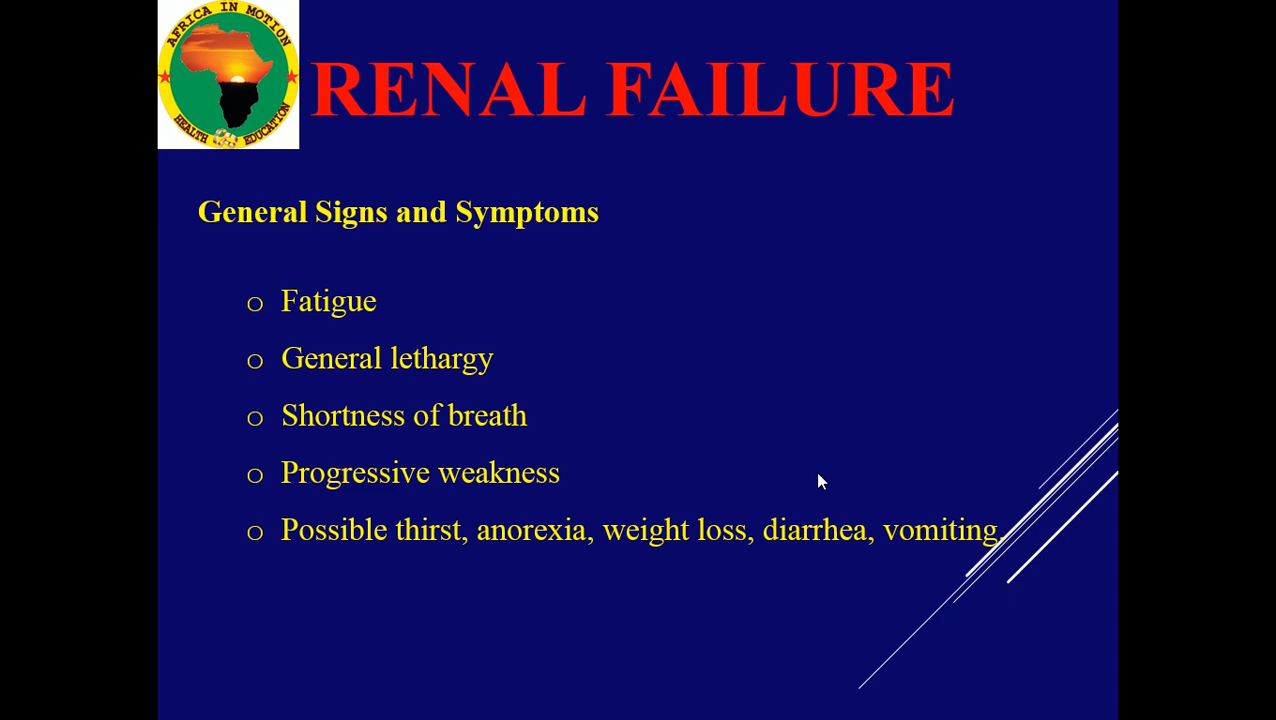 AFRICA IN MOTION
HEALTH EDUCATION
RENAL FAILURE
General Signs and Symptoms
o Fatigue
o General lethargy
o Shortness of breath
o Progressive weakness
o Possible thirst, anorexia, weight loss, diarrhea, vomiting.